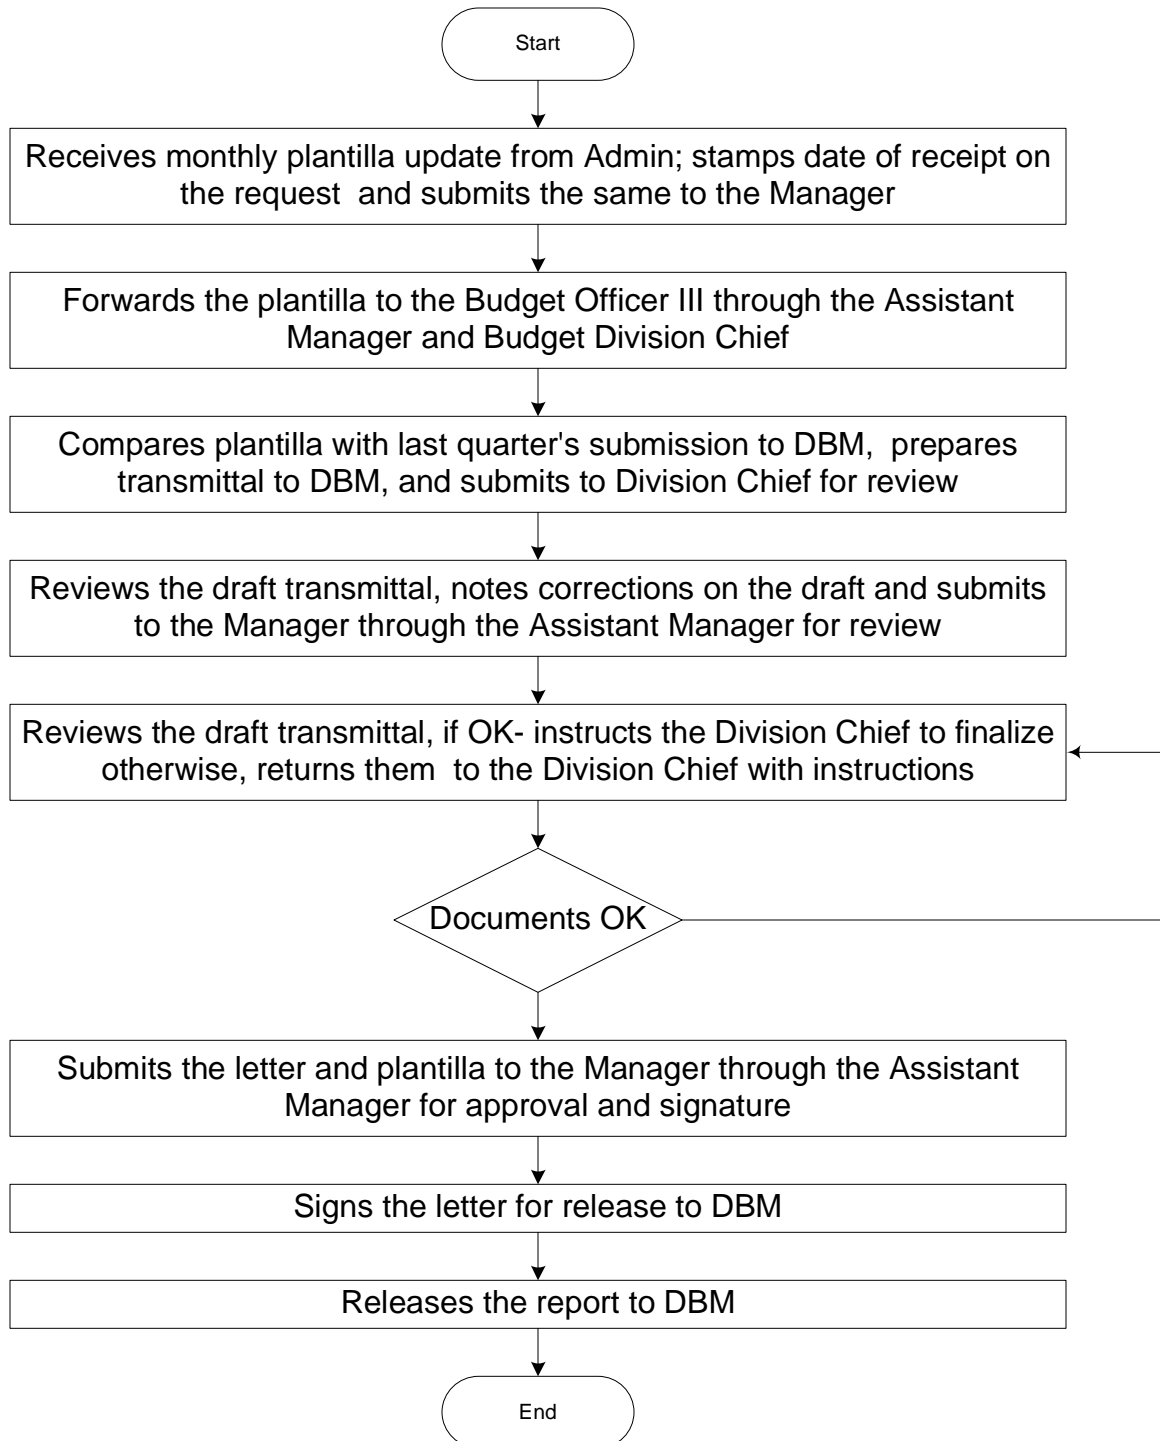 Start
Receives monthly plantilla update from Admin; stamps date of receipt on
the request  and submits the same to the Manager
Forwards the plantilla to the Budget Officer III through the Assistant
Manager and Budget Division Chief
Compares plantilla with last quarter's submission to DBM,  prepares
transmittal to DBM, and submits to Division Chief for review
Reviews the draft transmittal, notes corrections on the draft and submits
to the Manager through the Assistant Manager for review
Reviews the draft transmittal, if OK- instructs the Division Chief to finalize
otherwise, returns them  to the Division Chief with instructions
Documents OK
Submits the letter and plantilla to the Manager through the Assistant
Manager for approval and signature
Signs the letter for release to DBM
Releases the report to DBM
End